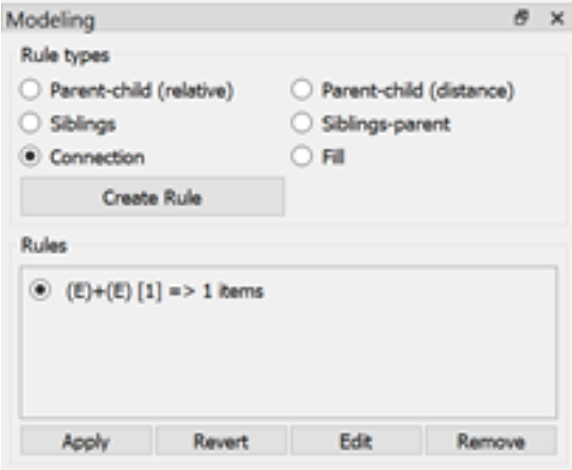 Modeling
Rule types
Parent-child (relative) Parent-child (distance)
Siblings Siblings-parent
Connection Fill
Create Rule
Rules
(E)+(E) [1] => 1 items
Apply Revert Edit Remove